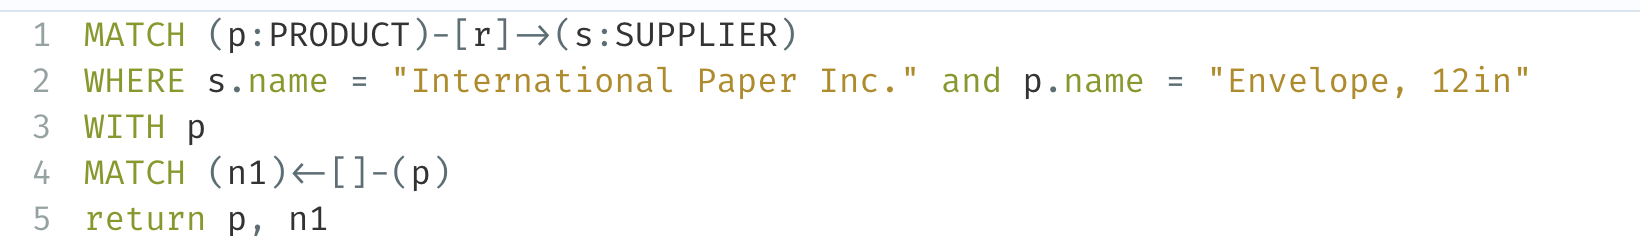 1 MATCH (p:PRODUCT)-[r]->(s:SUPPLIER)
2 WHERE s.name = "International Paper Inc." and p.name = "Envelope, 12in"
3 WITH p
4 MATCH (n1)<-[]-(p)
5 return p, n1